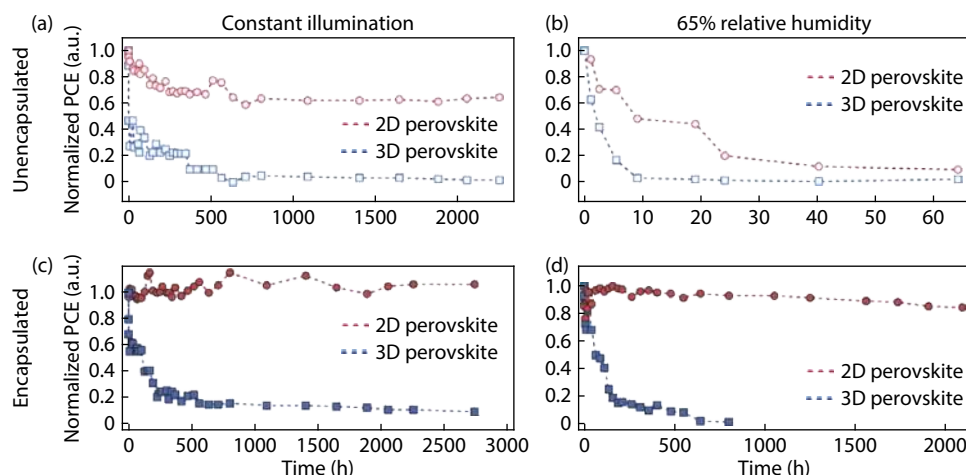 (a)
Constant illumination
(b)
65% relative humidity
Unencapsulated
Normalized PCE (a.u.)
1.0
0.8
0.6
0.4
0.2
0
2D perovskite
3D perovskite
0
500
1000
1500
2000
1.0
0.8
0.6
0.4
0.2
0
2D perovskite
3D perovskite
0
10
20
30
40
50
60
(c)
(d)
Encapsulated
Normalized PCE (a.u.)
1.0
0.8
0.6
0.4
0.2
0
2D perovskite
3D perovskite
0
500
1000
1500
2000
2500
3000
Time (h)
1.0
0.8
0.6
0.4
0.2
0
2D perovskite
3D perovskite
0
500
1000
1500
2000
Time (h)